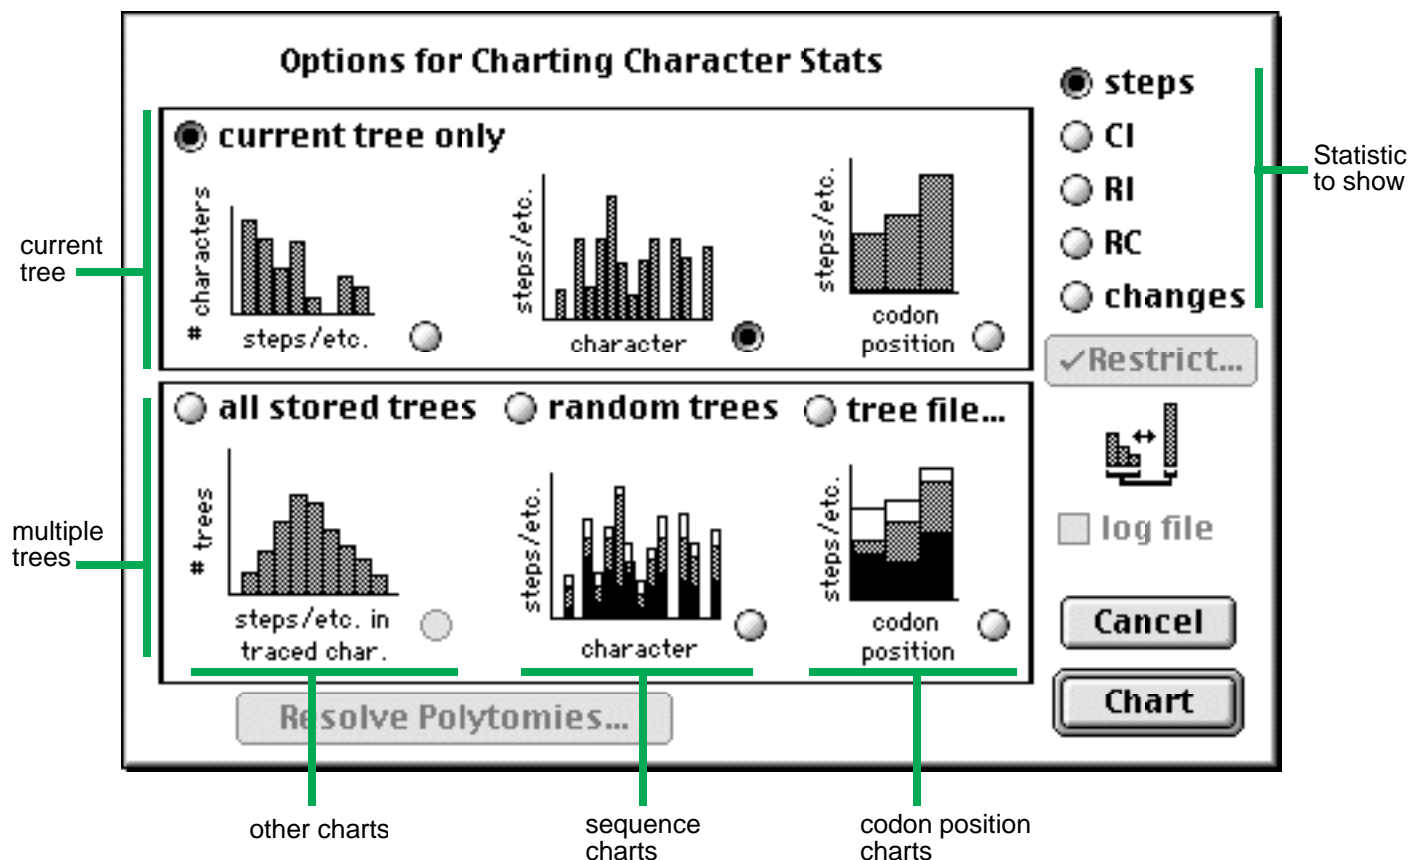 Options for Charting Character Stats
current tree only
# characters
steps/etc.
steps/etc.
character
steps/etc.
codon
position
all stored trees
random trees
tree file...
# trees
steps/etc. in
traced char.
steps/etc.
character
steps/etc.
codon
position
Resolve Polytomies...
steps
CI
RI
RC
changes
✓Restrict...
log file
Cancel
Chart
current
tree
multiple
trees
Statistic
to show
other charts
sequence
charts
codon position
charts